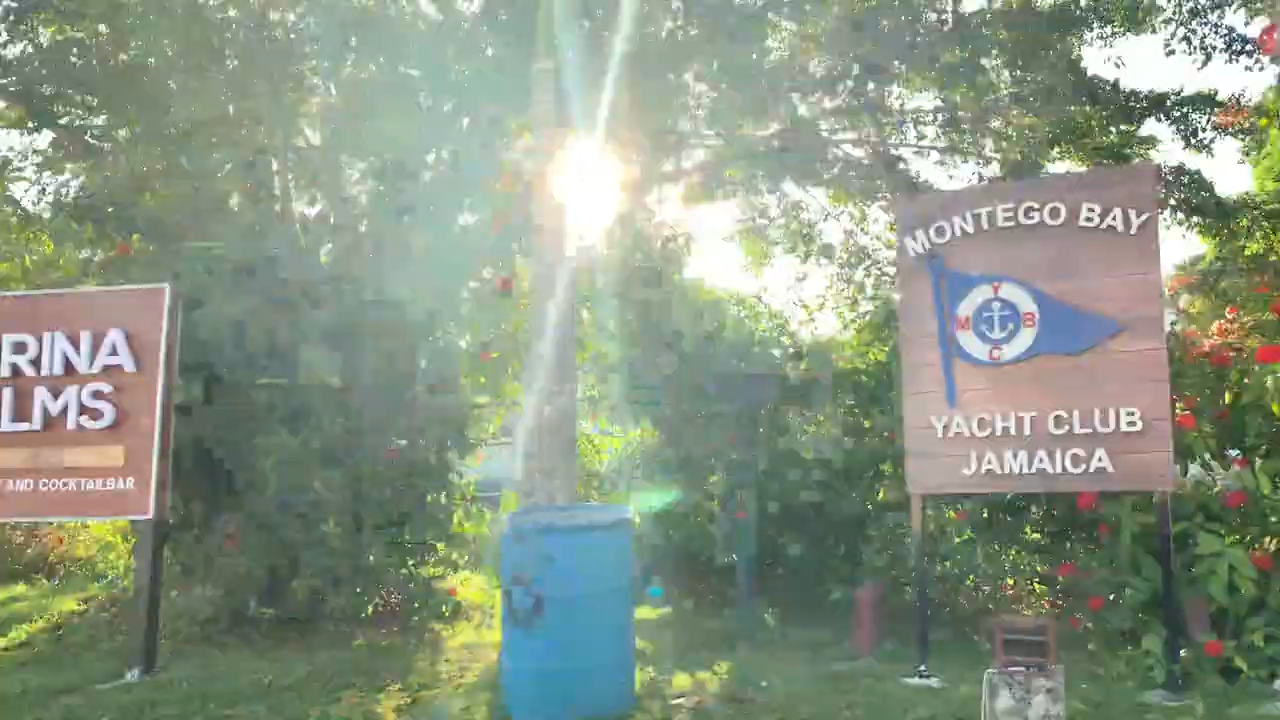 RINA
LMS
AND COCKTAILBAR
MONTEGO BAY
Y
M B
C
YACHT CLUB
JAMAICA